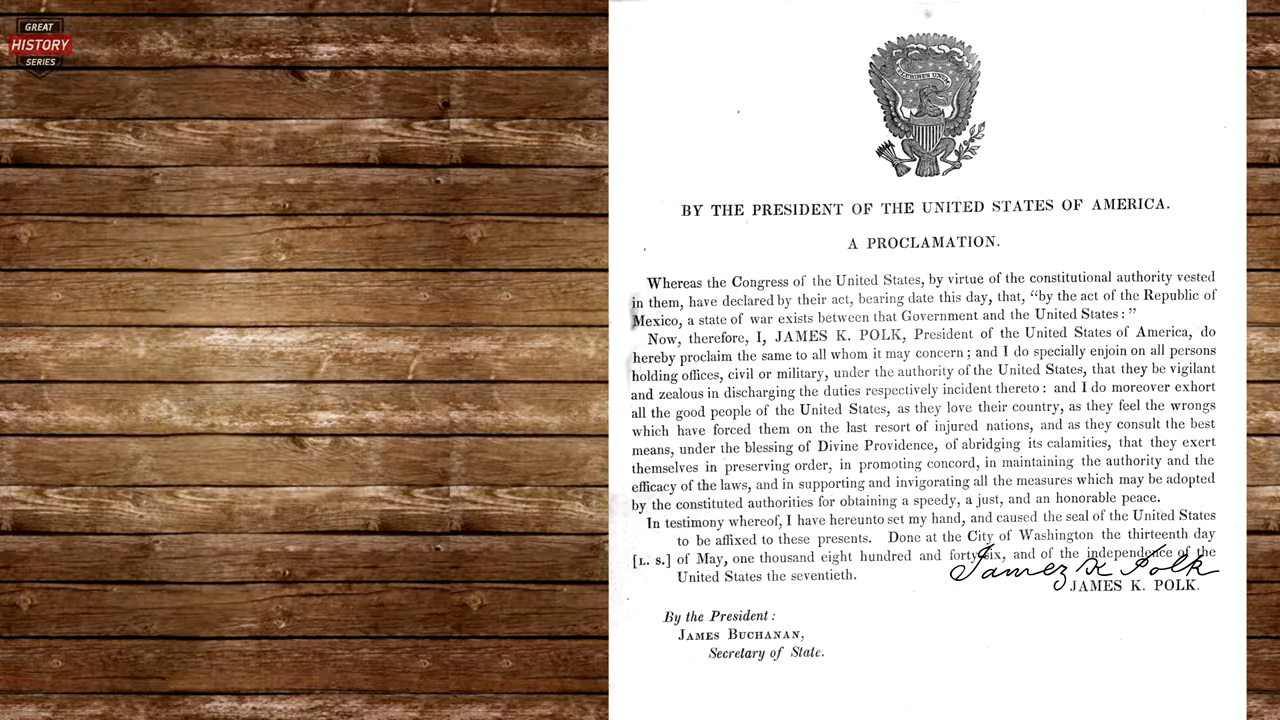 GREAT
HISTORY
SERIES
E PLURIBUS UNUM
BY THE PRESIDENT OF THE UNITED STATES OF AMERICA.
A PROCLAMATION.
Whereas the Congress of the United States, by virtue of the constitutional authority vested
in them, have declared by their act, bearing date this day, that, “by the act of the Republic of
Mexico, a state of war exists between that Government and the United States:”
Now, therefore, I, JAMES K. POLK, President of the United States of America, do
hereby proclaim the same to all whom it may concern; and I do specially enjoin on all persons
holding offices, civil or military, under the authority of the United States, that they be vigilant
and zealous in discharging the duties respectively incident thereto: and I do moreover exhort
all the good people of the United States, as they love their country, as they feel the wrongs
which have forced them on the last resort of injured nations, and as they consult the best
means, under the blessing of Divine Providence, of abridging its calamities, that they exert
themselves in preserving order, in promoting concord, in maintaining the authority and the
efficacy of the laws, and in supporting and invigorating all the measures which may be adopted
by the constituted authorities for obtaining a speedy, a just, and an honorable peace.
In testimony whereof, I have hereunto set my hand, and caused the seal of the United States
to be affixed to these presents. Done at the City of Washington the thirteenth day
[L. S.] of May, one thousand eight hundred and forty-six, and of the independence of the
United States the seventieth.
James K Polk
JAMES K. POLK.
By the President:
JAMES BUCHANAN,
Secretary of State.